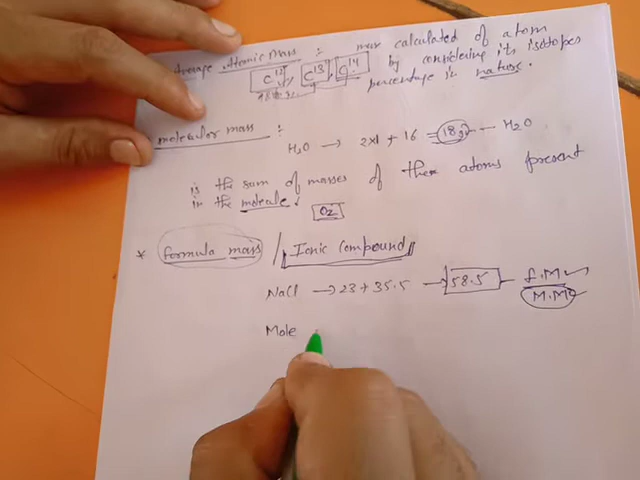 Average Atomic Mass : mass calculated of atom
C12, C13, C14 by considering its isotopes
percentage in nature.
molecular mass :
H2O → 2x1 + 16 = 18g — H2O
is the sum of masses of the atoms present
in the molecule.
O2
* formula mass / Ionic Compound
NaCl → 23 + 35.5 → 58.5 — f.M
M.M
Mole